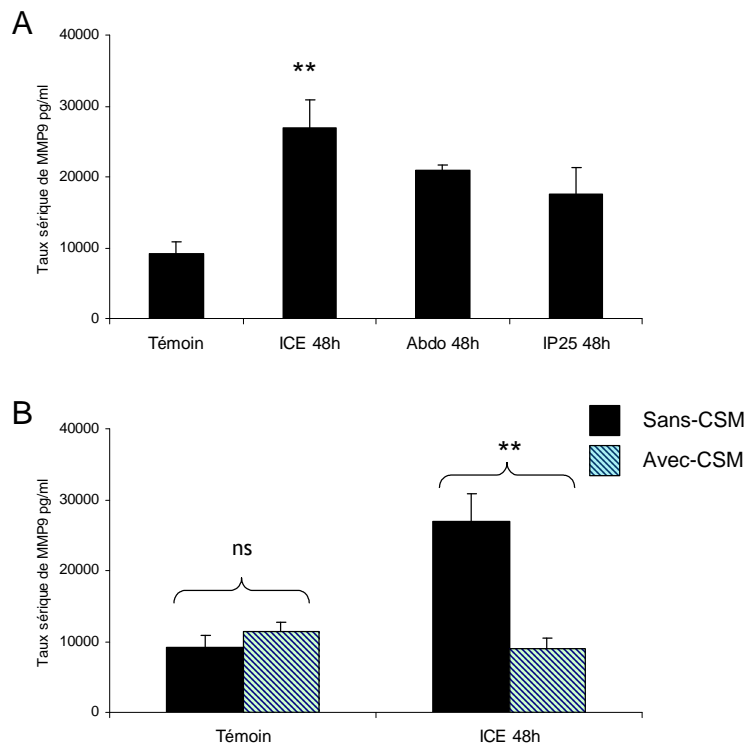 A
Taux sérique de MMP9 pg/ml
40000
30000
20000
10000
0
**
Témoin
ICE 48h
Abdo 48h
IP25 48h
B
Sans-CSM
Avec-CSM
Taux sérique de MMP9 pg/ml
40000
30000
20000
10000
0
ns
**
Témoin
ICE 48h